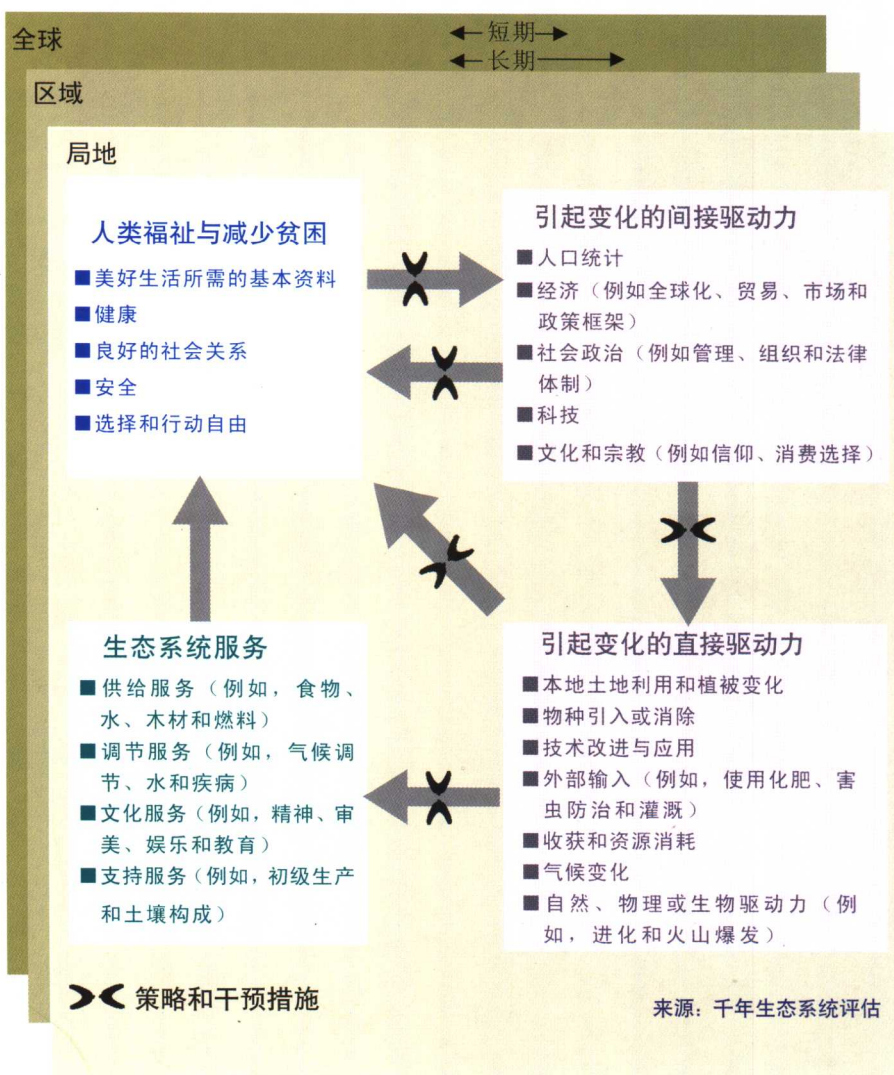 全球
短期
长期
区域
局地
人类福祉与减少贫困
■美好生活所需的基本资料
■健康
■良好的社会关系
■安全
■选择和行动自由
引起变化的间接驱动力
■人口统计
■经济（例如全球化、贸易、市场和
政策框架）
■社会政治（例如管理、组织和法律
体制）
■科技
■文化和宗教（例如信仰、消费选择）
生态系统服务
■供给服务（例如，食物、
水、木材和燃料）
■调节服务（例如，气候调
节、水和疾病）
■文化服务（例如，精神、审
美、娱乐和教育）
■支持服务（例如，初级生产
和土壤构成）
引起变化的直接驱动力
■本地土地利用和植被变化
■物种引入或消除
■技术改进与应用
■外部输入（例如，使用化肥、害
虫防治和灌溉）
■收获和资源消耗
■气候变化
■自然、物理或生物驱动力（例
如，进化和火山爆发）
策略和干预措施
来源：千年生态系统评估